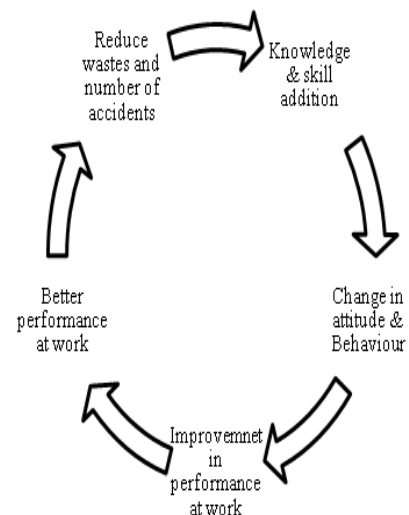 Reduce
wastes and
number of
accidents
Knowledge
& skill
addition
Change in
attitude &
Behaviour
Improvemnet
in
performance
at work
Better
performance
at work